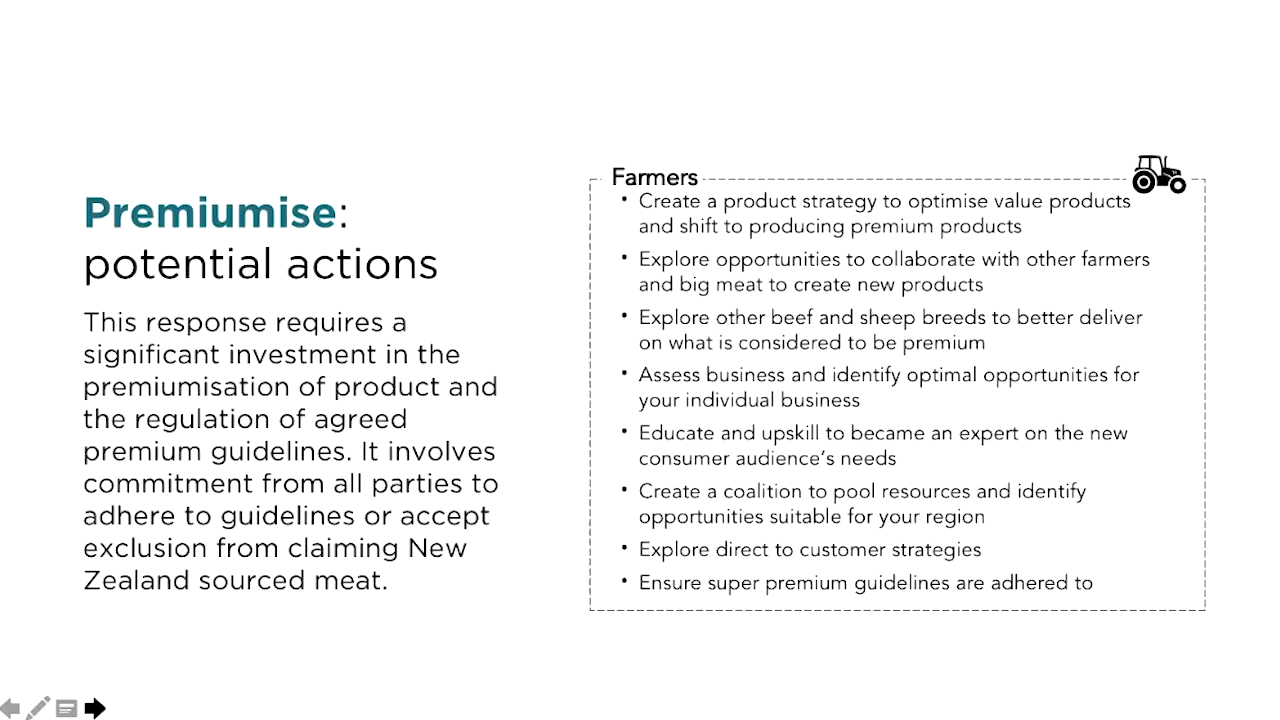 Premiumise:
potential actions
This response requires a
significant investment in the
premiumisation of product and
the regulation of agreed
premium guidelines. It involves
commitment from all parties to
adhere to guidelines or accept
exclusion from claiming New
Zealand sourced meat.
Farmers
• Create a product strategy to optimise value products
and shift to producing premium products
• Explore opportunities to collaborate with other farmers
and big meat to create new products
• Explore other beef and sheep breeds to better deliver
on what is considered to be premium
• Assess business and identify optimal opportunities for
your individual business
• Educate and upskill to became an expert on the new
consumer audience's needs
• Create a coalition to pool resources and identify
opportunities suitable for your region
• Explore direct to customer strategies
• Ensure super premium guidelines are adhered to